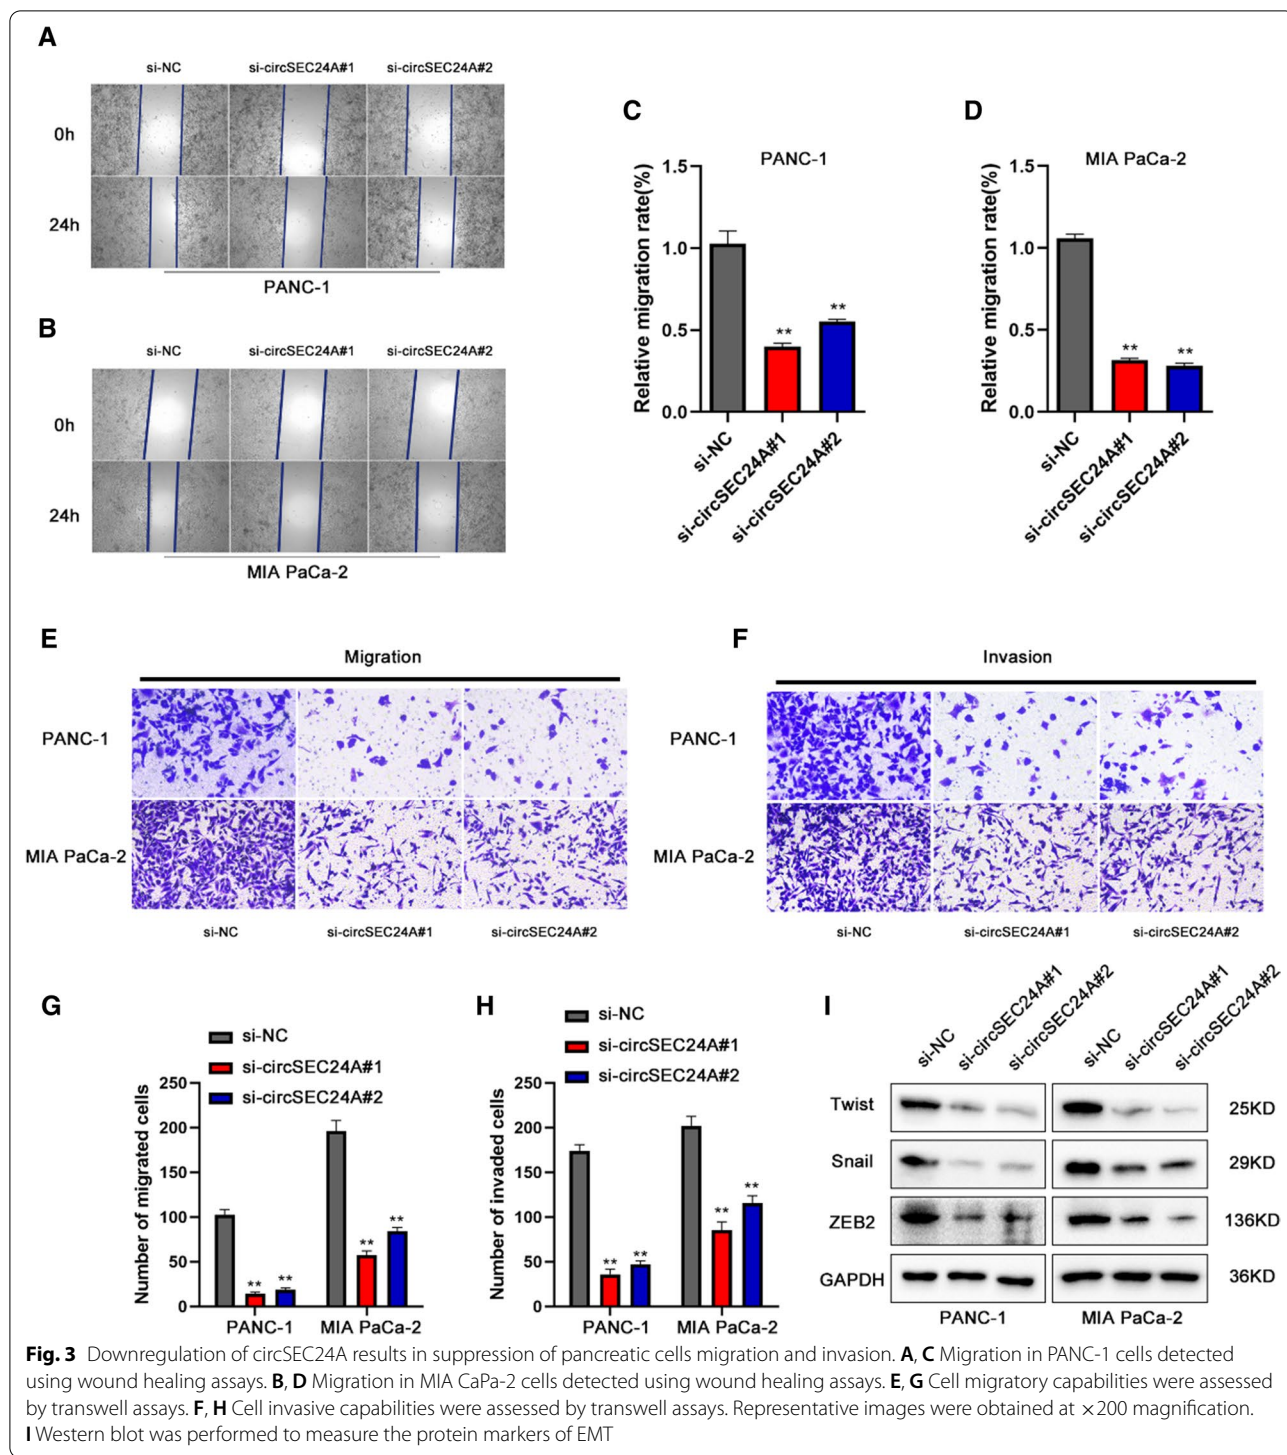 A
si-NC si-circSEC24A#1 si-circSEC24A#2
0h
24h
PANC-1
B
si-NC si-circSEC24A#1 si-circSEC24A#2
0h
24h
MIA PaCa-2
C
PANC-1
Relative migration rate(%)
1.5
1.0
0.5
0.0
**
**
si-NC
si-circSEC24A#1
si-circSEC24A#2
D
MIA PaCa-2
Relative migration rate(%)
1.5
1.0
0.5
0.0
**
**
si-NC
si-circSEC24A#1
si-circSEC24A#2
E
Migration
PANC-1
MIA PaCa-2
si-NC si-circSEC24A#1 si-circSEC24A#2
F
Invasion
PANC-1
MIA PaCa-2
si-NC si-circSEC24A#1 si-circSEC24A#2
G
si-NC
si-circSEC24A#1
si-circSEC24A#2
Number of migrated cells
250
200
150
100
50
0
** ** ** **
PANC-1 MIA PaCa-2
H
si-NC
si-circSEC24A#1
si-circSEC24A#2
Number of invaded cells
250
200
150
100
50
0
** ** ** **
PANC-1 MIA PaCa-2
I
si-NC si-circSEC24A#1 si-circSEC24A#2 si-NC si-circSEC24A#1 si-circSEC24A#2
Twist 25KD
Snail 29KD
ZEB2 136KD
GAPDH 36KD
PANC-1 MIA PaCa-2
Fig. 3 Downregulation of circSEC24A results in suppression of pancreatic cells migration and invasion. A, C Migration in PANC-1 cells detected
using wound healing assays. B, D Migration in MIA CaPa-2 cells detected using wound healing assays. E, G Cell migratory capabilities were assessed
by transwell assays. F, H Cell invasive capabilities were assessed by transwell assays. Representative images were obtained at ×200 magnification.
I Western blot was performed to measure the protein markers of EMT